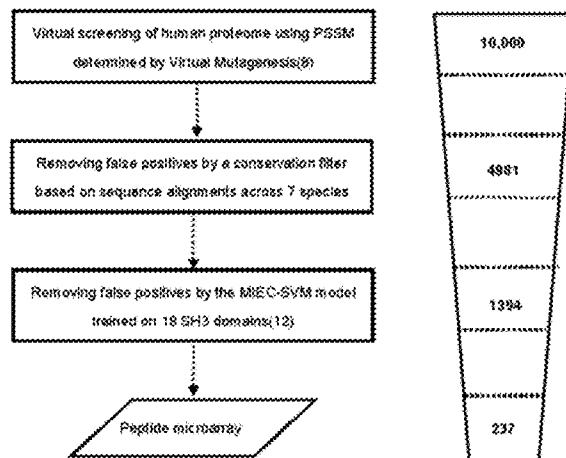 Virtual screening of human proteome using PSSM
determined by Virtual Mutagenesis(8)
10,000
Removing false positives by a conservation filter
based on sequence alignments across 7 species
4981
Removing false positives by the MIEC-SVM model
trained on 18 SH3 domains(12)
1394
Peptide microarray
237